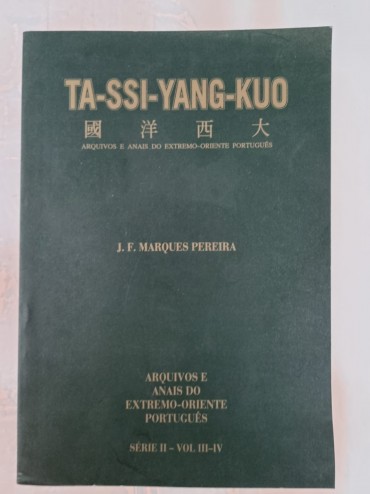 TA-SSI-YANG-KUO
國洋西大
ARQUIVOS E ANAIS DO EXTREMO-ORIENTE PORTUGUÊS
J. F. MARQUES PEREIRA
ARQUIVOS E
ANAIS DO
EXTREMO-ORIENTE
PORTUGUÊS
SÉRIE II – VOL III-IV